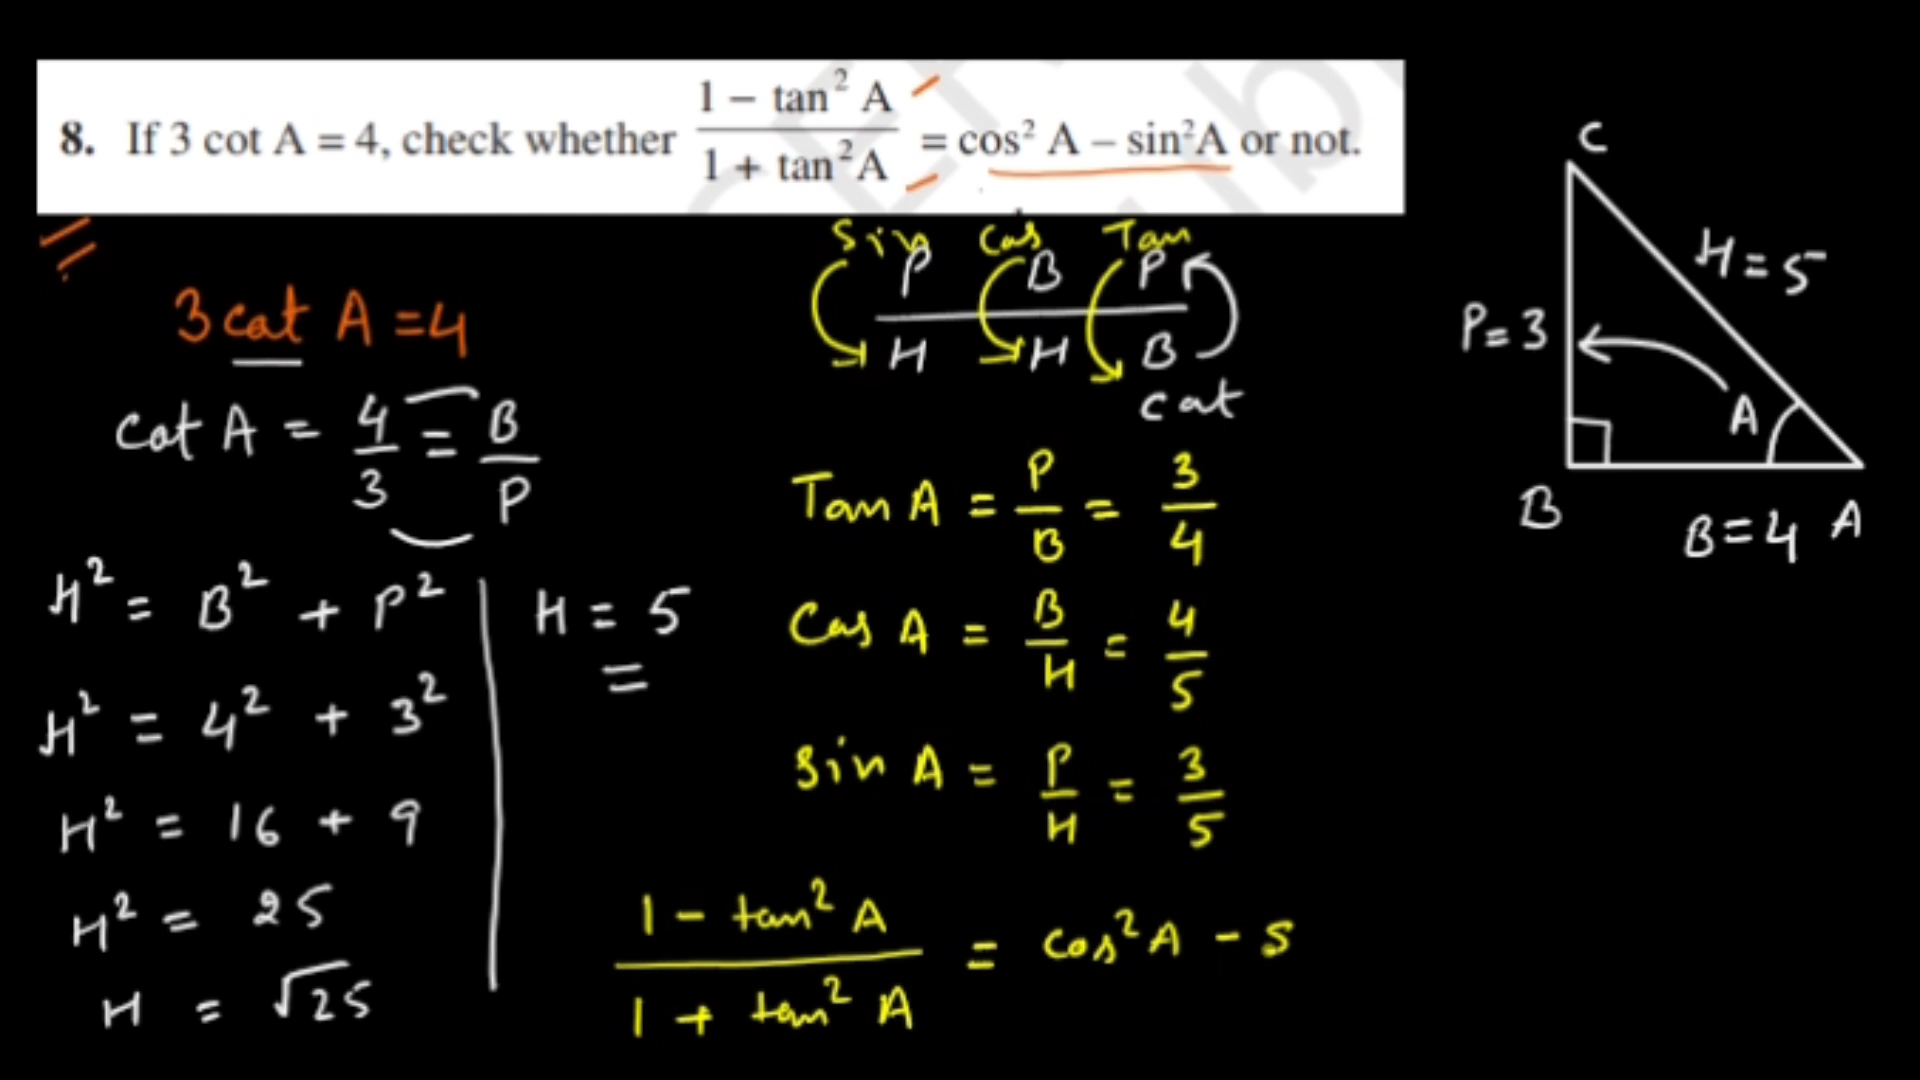 8. If 3 cot A = 4, check whether (1 – tan² A)/(1 + tan² A) = cos² A – sin²A or not.
Sin Cos Tan
P B P
H H B
cot
3 cot A = 4
cot A = 4/3 = B/P
H² = B² + P²
H² = 4² + 3²
H² = 16 + 9
H² = 25
H = √25
H = 5
Tan A = P/B = 3/4
Cos A = B/H = 4/5
Sin A = P/H = 3/5
(1 - tan² A)/(1 + tan² A) = cos² A - s
C
H = 5
P = 3
A
B
B = 4
A